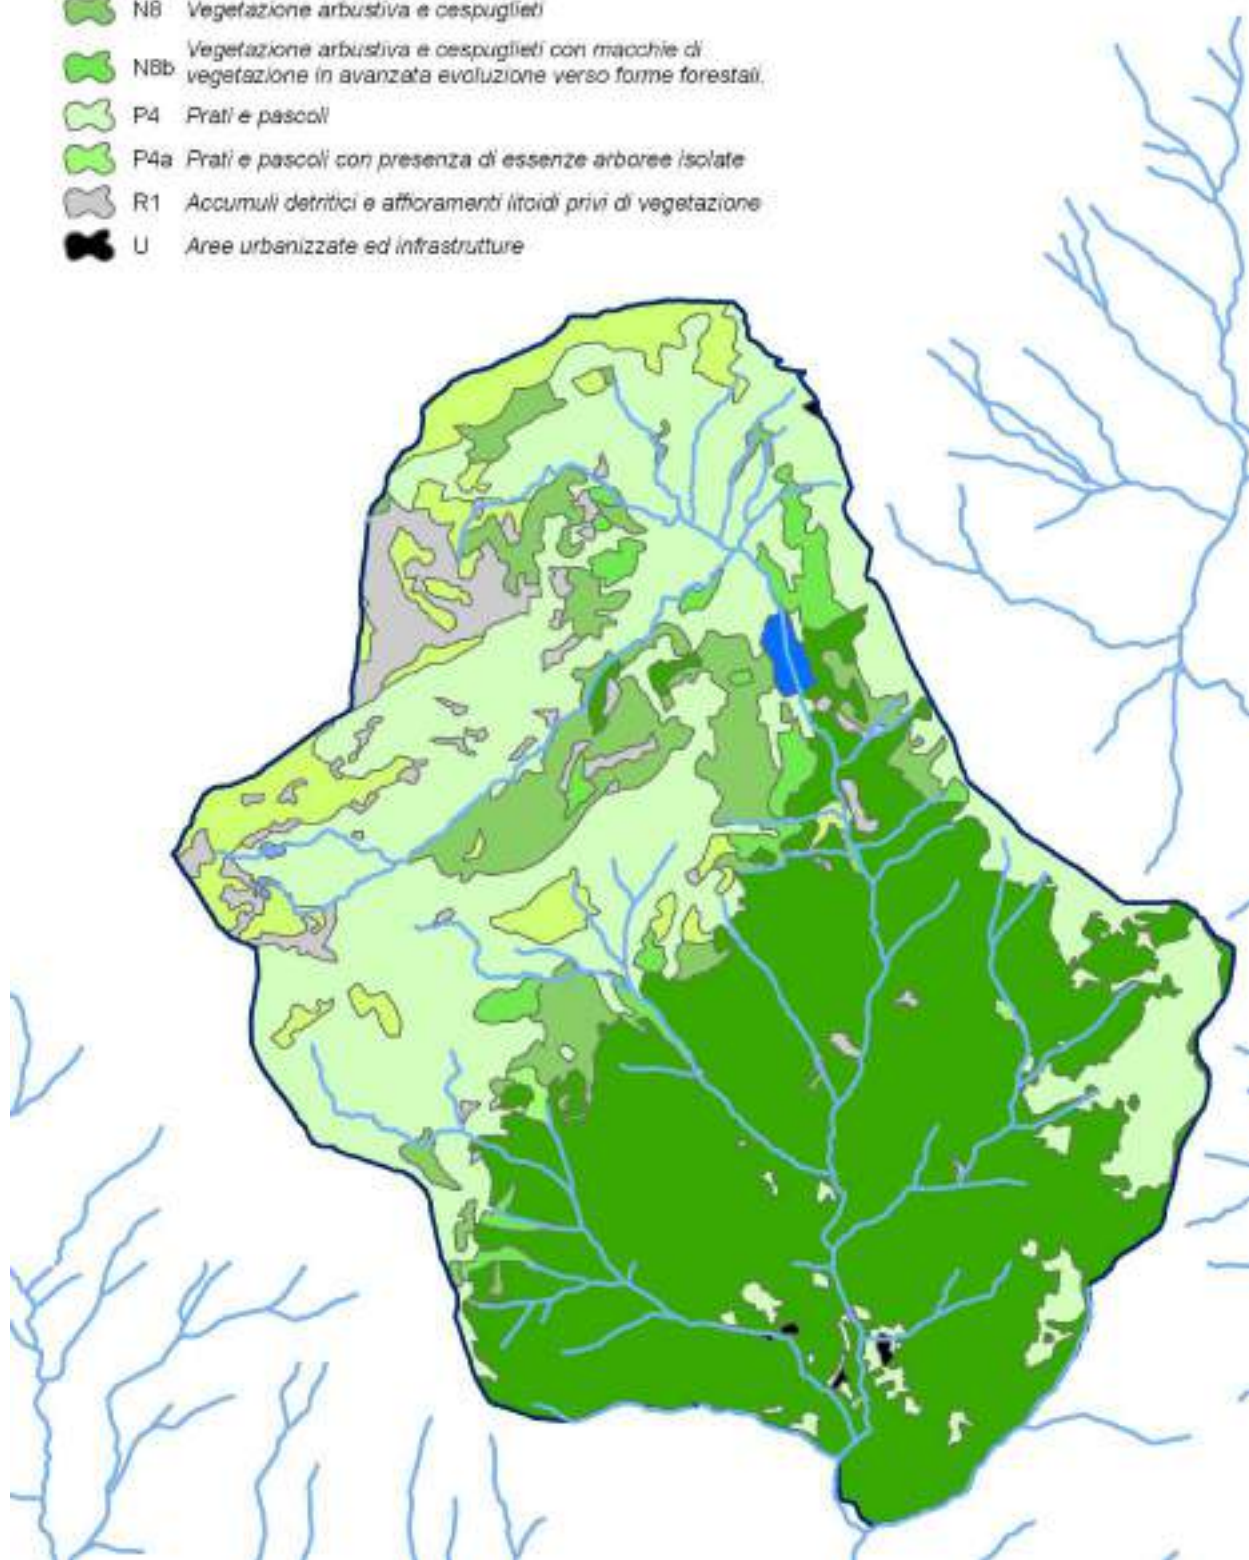 N8 Vegetazione arbustiva e cespuglieti
N8b Vegetazione arbustiva e cespuglieti con macchie di
vegetazione in avanzata evoluzione verso forme forestali.
P4 Prati e pascoli
P4a Prati e pascoli con presenza di essenze arboree isolate
R1 Accumuli detritici e affioramenti litoidi privi di vegetazione
U Aree urbanizzate ed infrastrutture